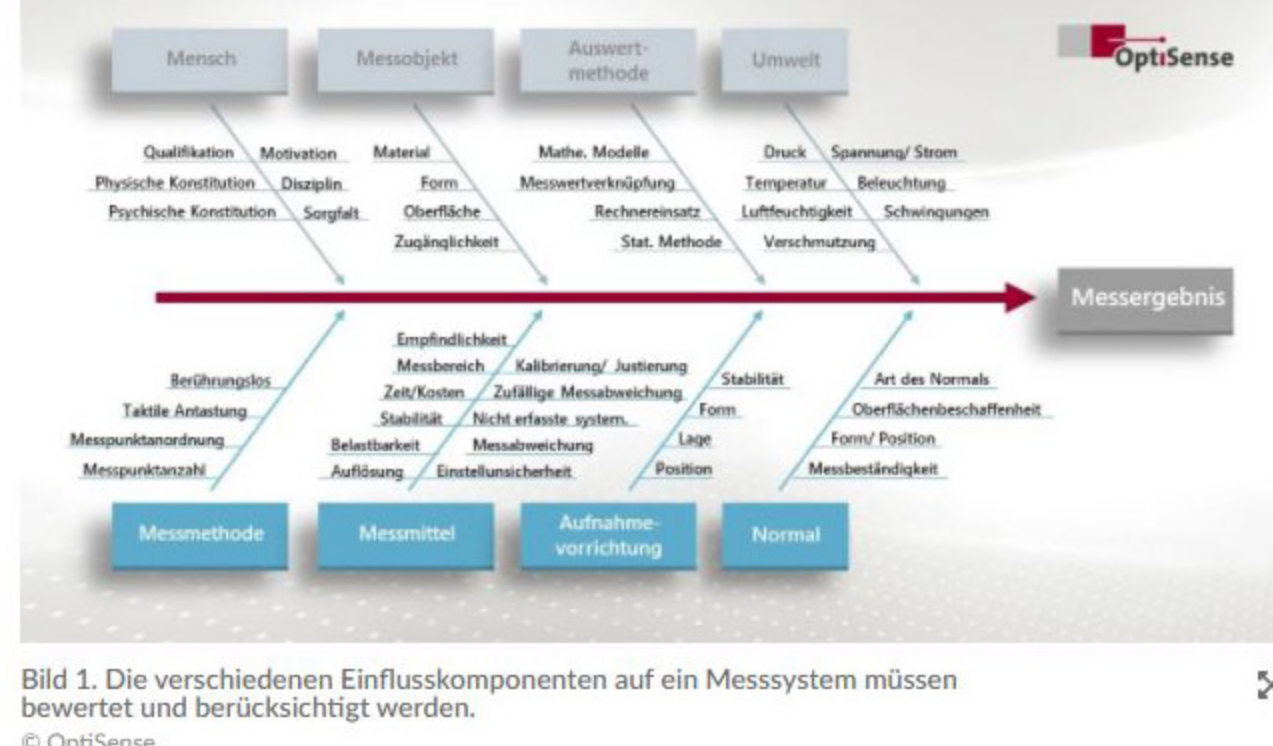 Mensch
Messobjekt
Auswert-
methode
Umwelt
OptiSense
Qualifikation Motivation
Physische Konstitution Disziplin
Psychische Konstitution Sorgfalt
Material
Form
Oberfläche
Zugänglichkeit
Mathe. Modelle
Messwertverknüpfung
Rechnereinsatz
Stat. Methode
Druck Spannung/ Strom
Temperatur Beleuchtung
Luftfeuchtigkeit Schwingungen
Verschmutzung
Messergebnis
Berührungslos
Taktile Antastung
Messpunktanordnung
Messpunktanzahl
Empfindlichkeit
Messbereich Kalibrierung/ Justierung
Zeit/Kosten Zufällige Messabweichung
Stabilität Nicht erfasste system.
Belastbarkeit Messabweichung
Auflösung Einstellunsicherheit
Stabilität
Form
Lage
Position
Art des Normals
Oberflächenbeschaffenheit
Form/ Position
Messbeständigkeit
Messmethode
Messmittel
Aufnahme-
vorrichtung
Normal
Bild 1. Die verschiedenen Einflusskomponenten auf ein Messsystem müssen
bewertet und berücksichtigt werden.
© OptiSense